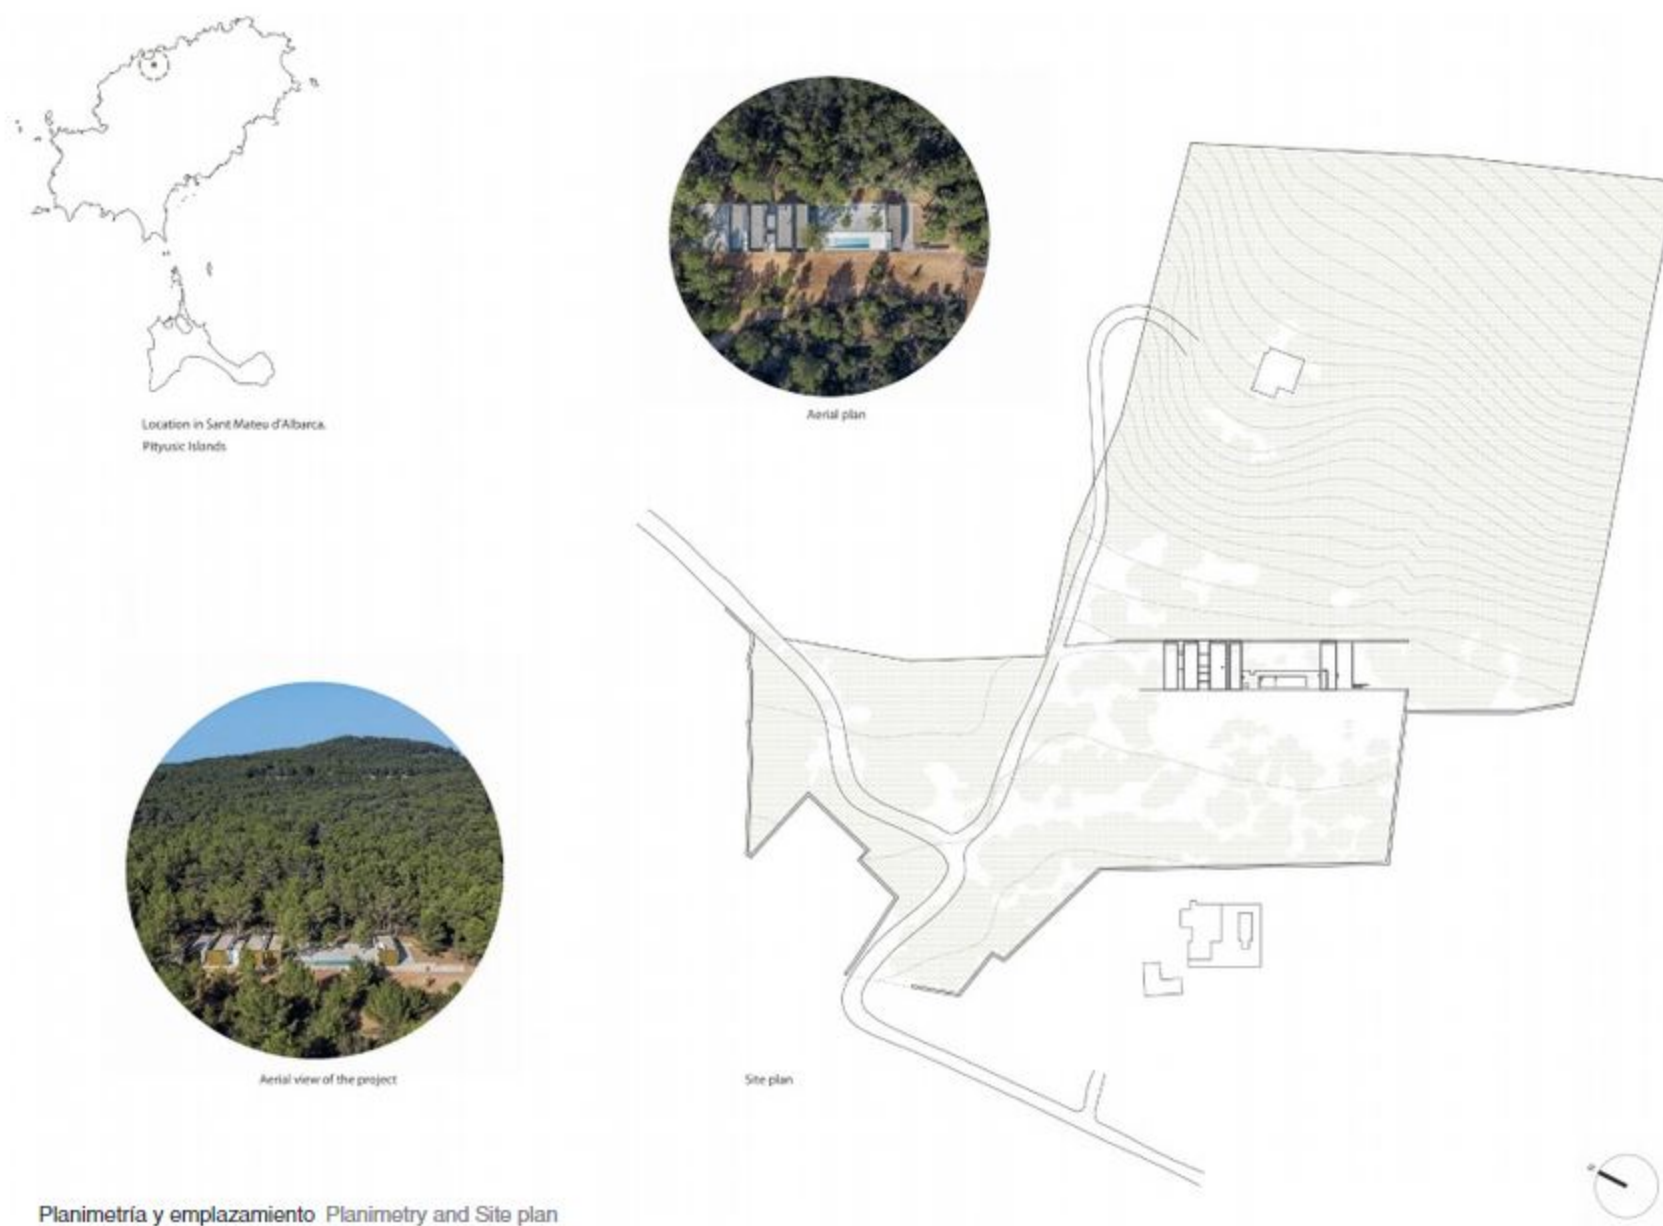 Location in Sant Mateu d'Albarca.
Pityusic Islands
Aerial plan
Aerial view of the project
Site plan
N
Planimetría y emplazamiento Planimetry and Site plan